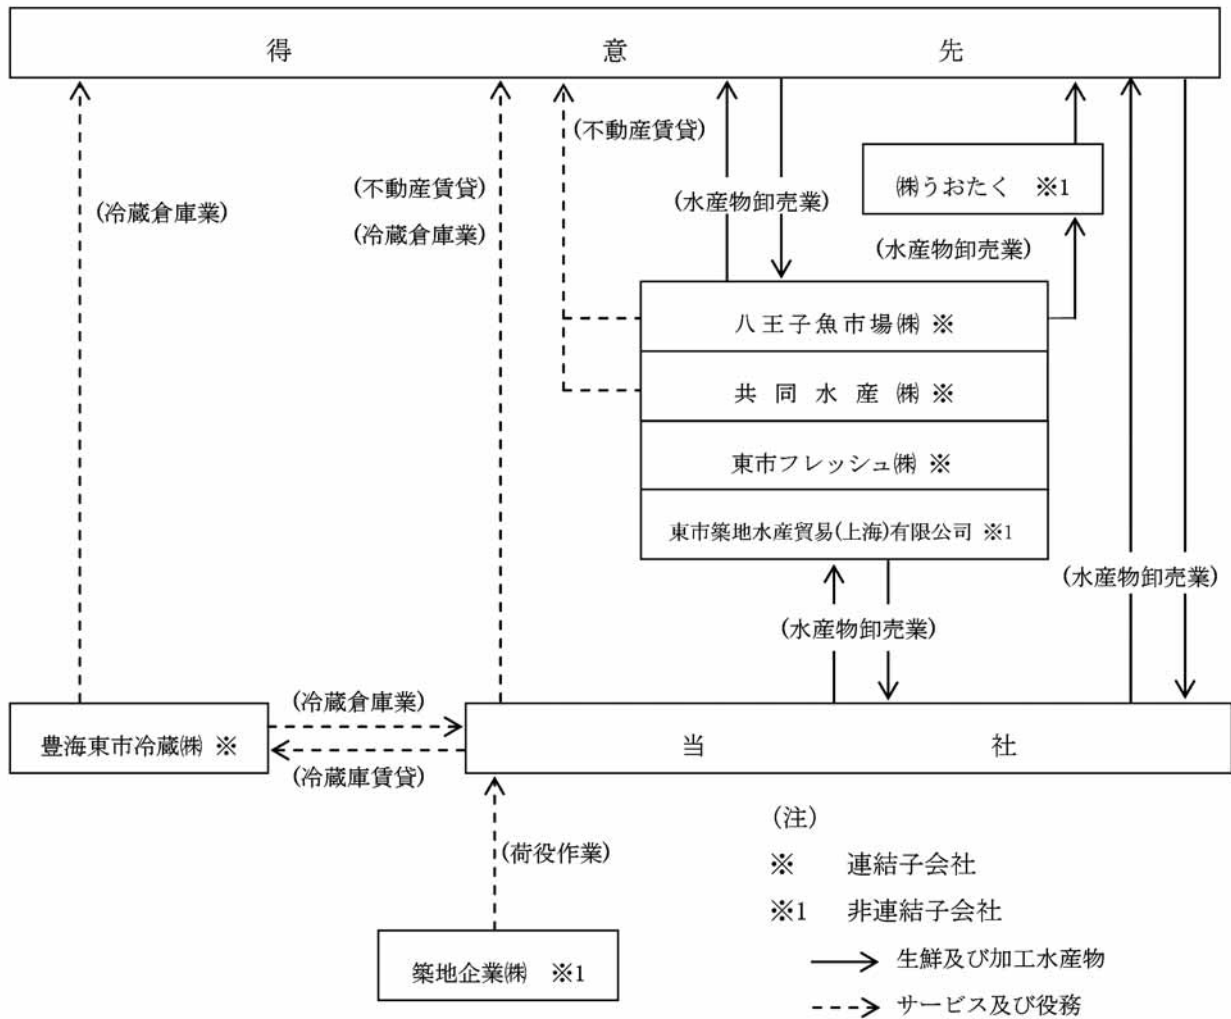 得意先
(不動産賃貸)
㈱うおたく ※1
(不動産賃貸)
(冷蔵倉庫業)
(冷蔵倉庫業)
(水産物卸売業)
(水産物卸売業)
八王子魚市場㈱ ※
共同水産㈱ ※
東市フレッシュ㈱ ※
東市築地水産貿易(上海)有限公司 ※1
(水産物卸売業)
(水産物卸売業)
(冷蔵倉庫業)
豊海東市冷蔵㈱ ※
当社
(冷蔵庫賃貸)
(荷役作業)
築地企業㈱ ※1
(注)
※ 連結子会社
※1 非連結子会社
生鮮及び加工水産物
サービス及び役務